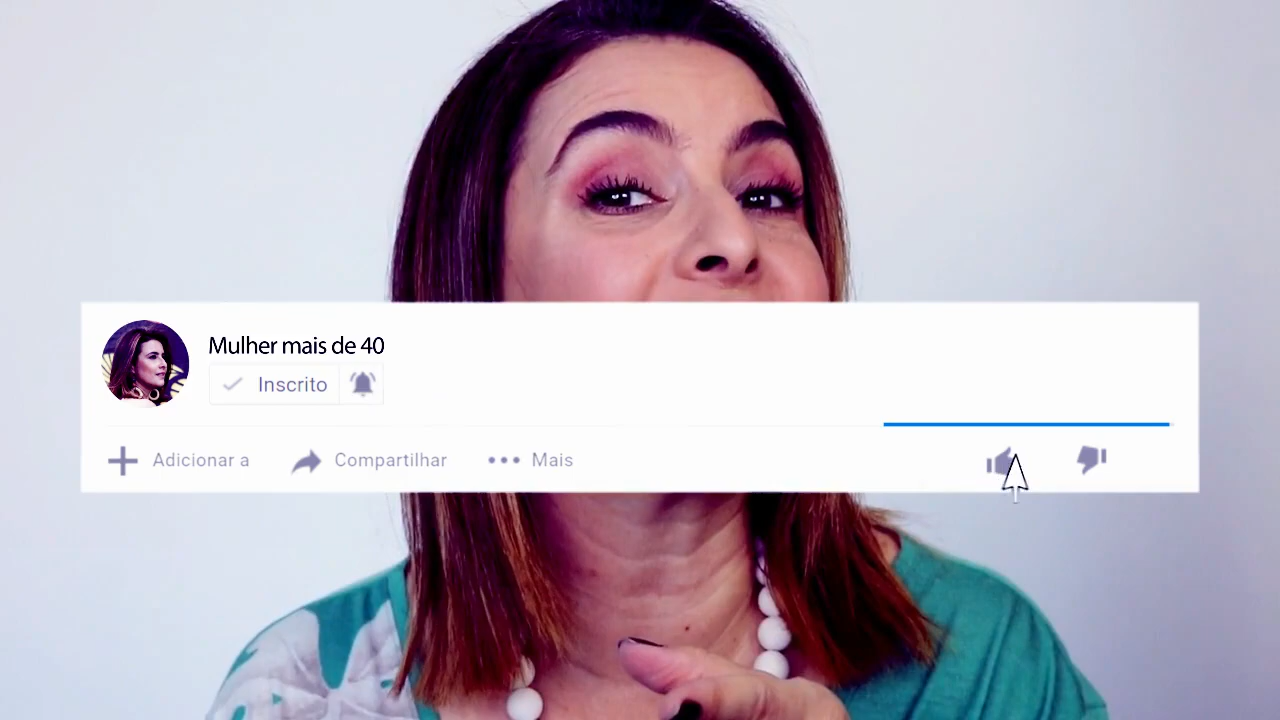 Mulher mais de 40
Inscrito
Adicionar a
Compartilhar
Mais